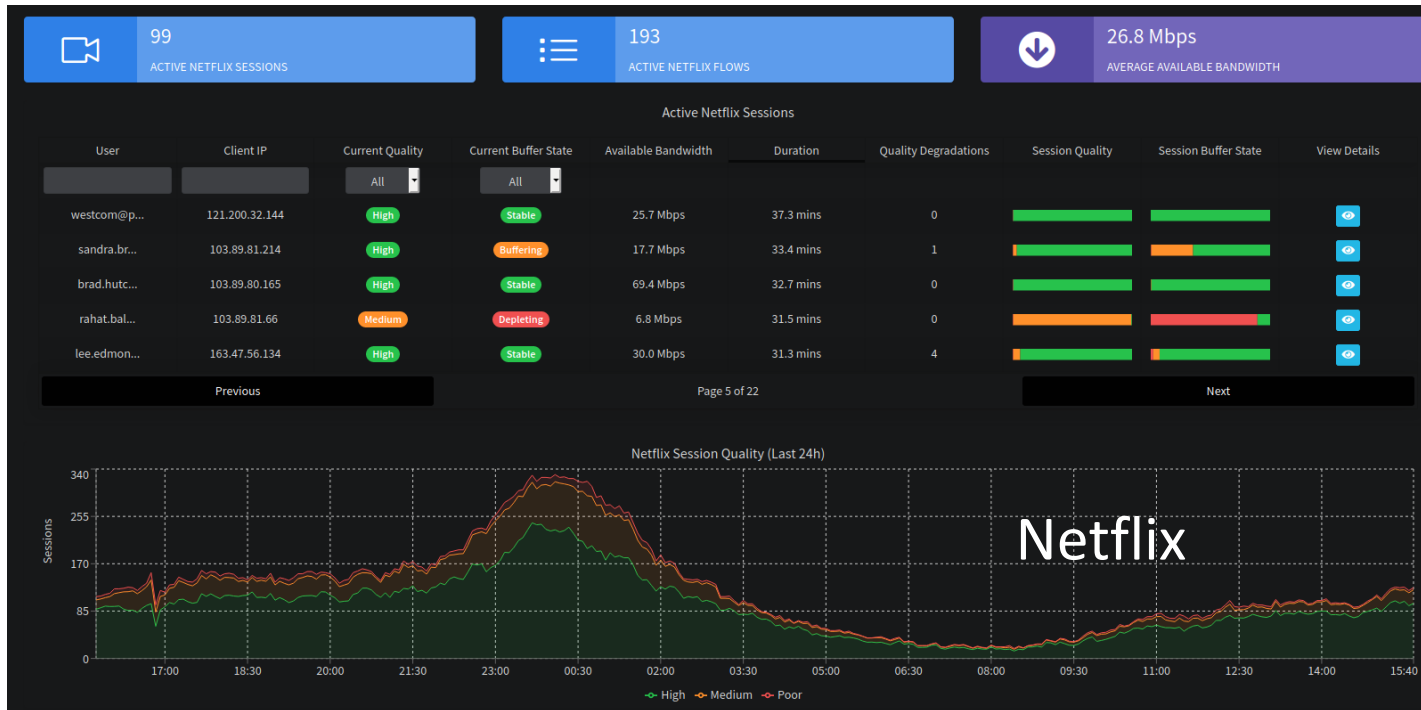 99
ACTIVE NETFLIX SESSIONS
193
ACTIVE NETFLIX FLOWS
26.8 Mbps
AVERAGE AVAILABLE BANDWIDTH
Active Netflix Sessions
User Client IP Current Quality Current Buffer State Available Bandwidth Duration Quality Degradations Session Quality Session Buffer State View Details
All All
westcom@p... 121.200.32.144 High Stable 25.7 Mbps 37.3 mins 0
sandra.br... 103.89.81.214 High Buffering 17.7 Mbps 33.4 mins 1
brad.hutc... 103.89.80.165 High Stable 69.4 Mbps 32.7 mins 0
rahat.bal... 103.89.81.66 Medium Depleting 6.8 Mbps 31.5 mins 0
lee.edmon... 163.47.56.134 High Stable 30.0 Mbps 31.3 mins 4
Previous Page 5 of 22 Next
Netflix Session Quality (Last 24h)
340
255
170
85
0
Sessions
Netflix
17:00 18:30 20:00 21:30 23:00 00:30 02:00 03:30 05:00 06:30 08:00 09:30 11:00 12:30 14:00 15:40
High Medium Poor